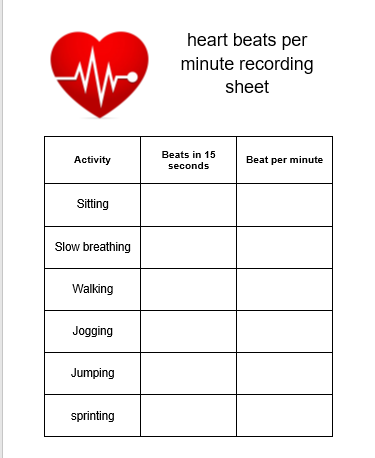 heart beats per
minute recording
sheet
Activity
Beats in 15
seconds
Beat per minute
Sitting
Slow breathing
Walking
Jogging
Jumping
sprinting